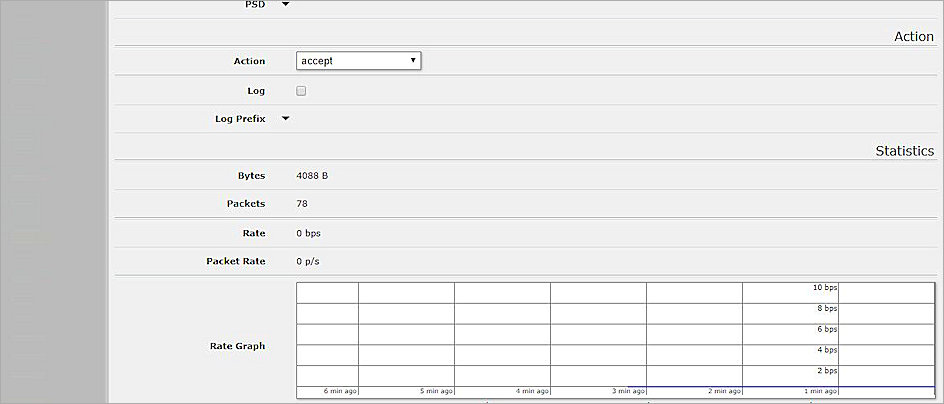 PSD
Action
Action accept
Log
Log Prefix
Statistics
Bytes 4088 B
Packets 78
Rate 0 bps
Packet Rate 0 p/s
10 bps
8 bps
6 bps
Rate Graph
4 bps
2 bps
6 min ago 5 min ago 4 min ago 3 min ago 2 min ago 1 min ago